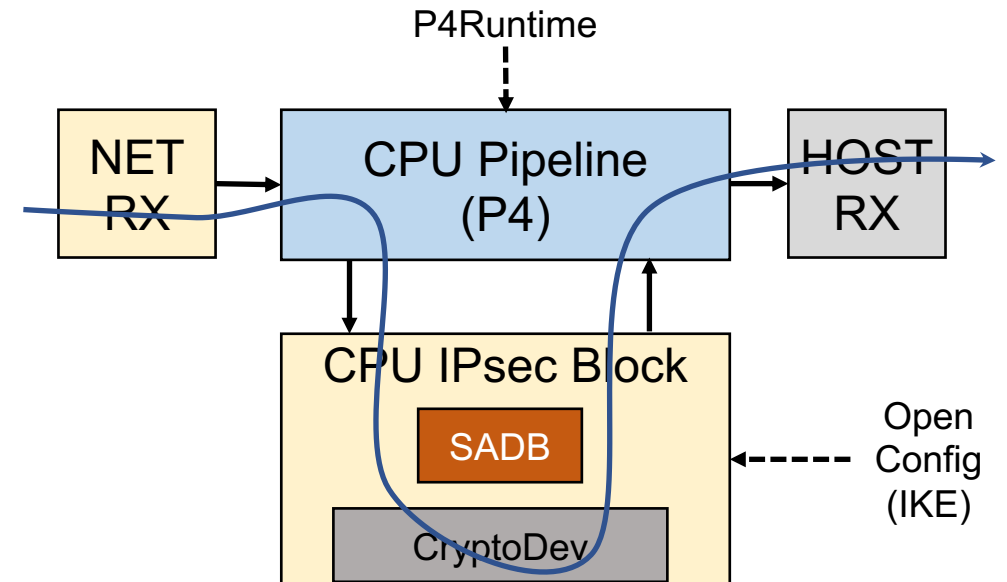 P4Runtime
NET
RX
CPU Pipeline
(P4)
HOST
RX
CPU IPsec Block
SADB
CryptoDev
Open
Config
(IKE)